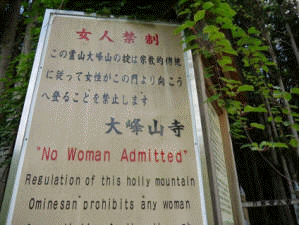 女人禁制
この霊山大峰山の掟は宗教的伝統
に従って女性がこの門より向こう
へ登ることを禁止します
大峰山寺
"No Woman Admitted"
Regulation of this holly mountain
Ominesan prohibits any woman